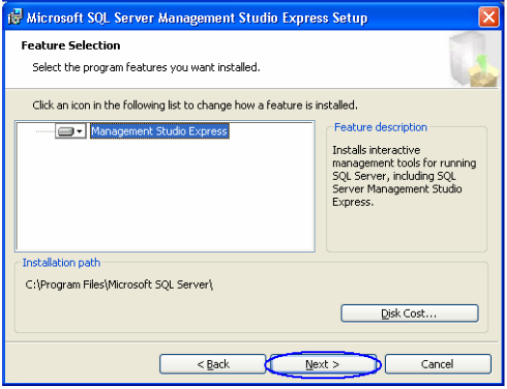 Microsoft SQL Server Management Studio Express Setup
Feature Selection
Select the program features you want installed.
Click an icon in the following list to change how a feature is installed.
Management Studio Express
Feature description
Installs interactive
management tools for running
SQL Server, including SQL
Server Management Studio
Express.
Installation path
C:\Program Files\Microsoft SQL Server\
Disk Cost...
< Back
Next >
Cancel